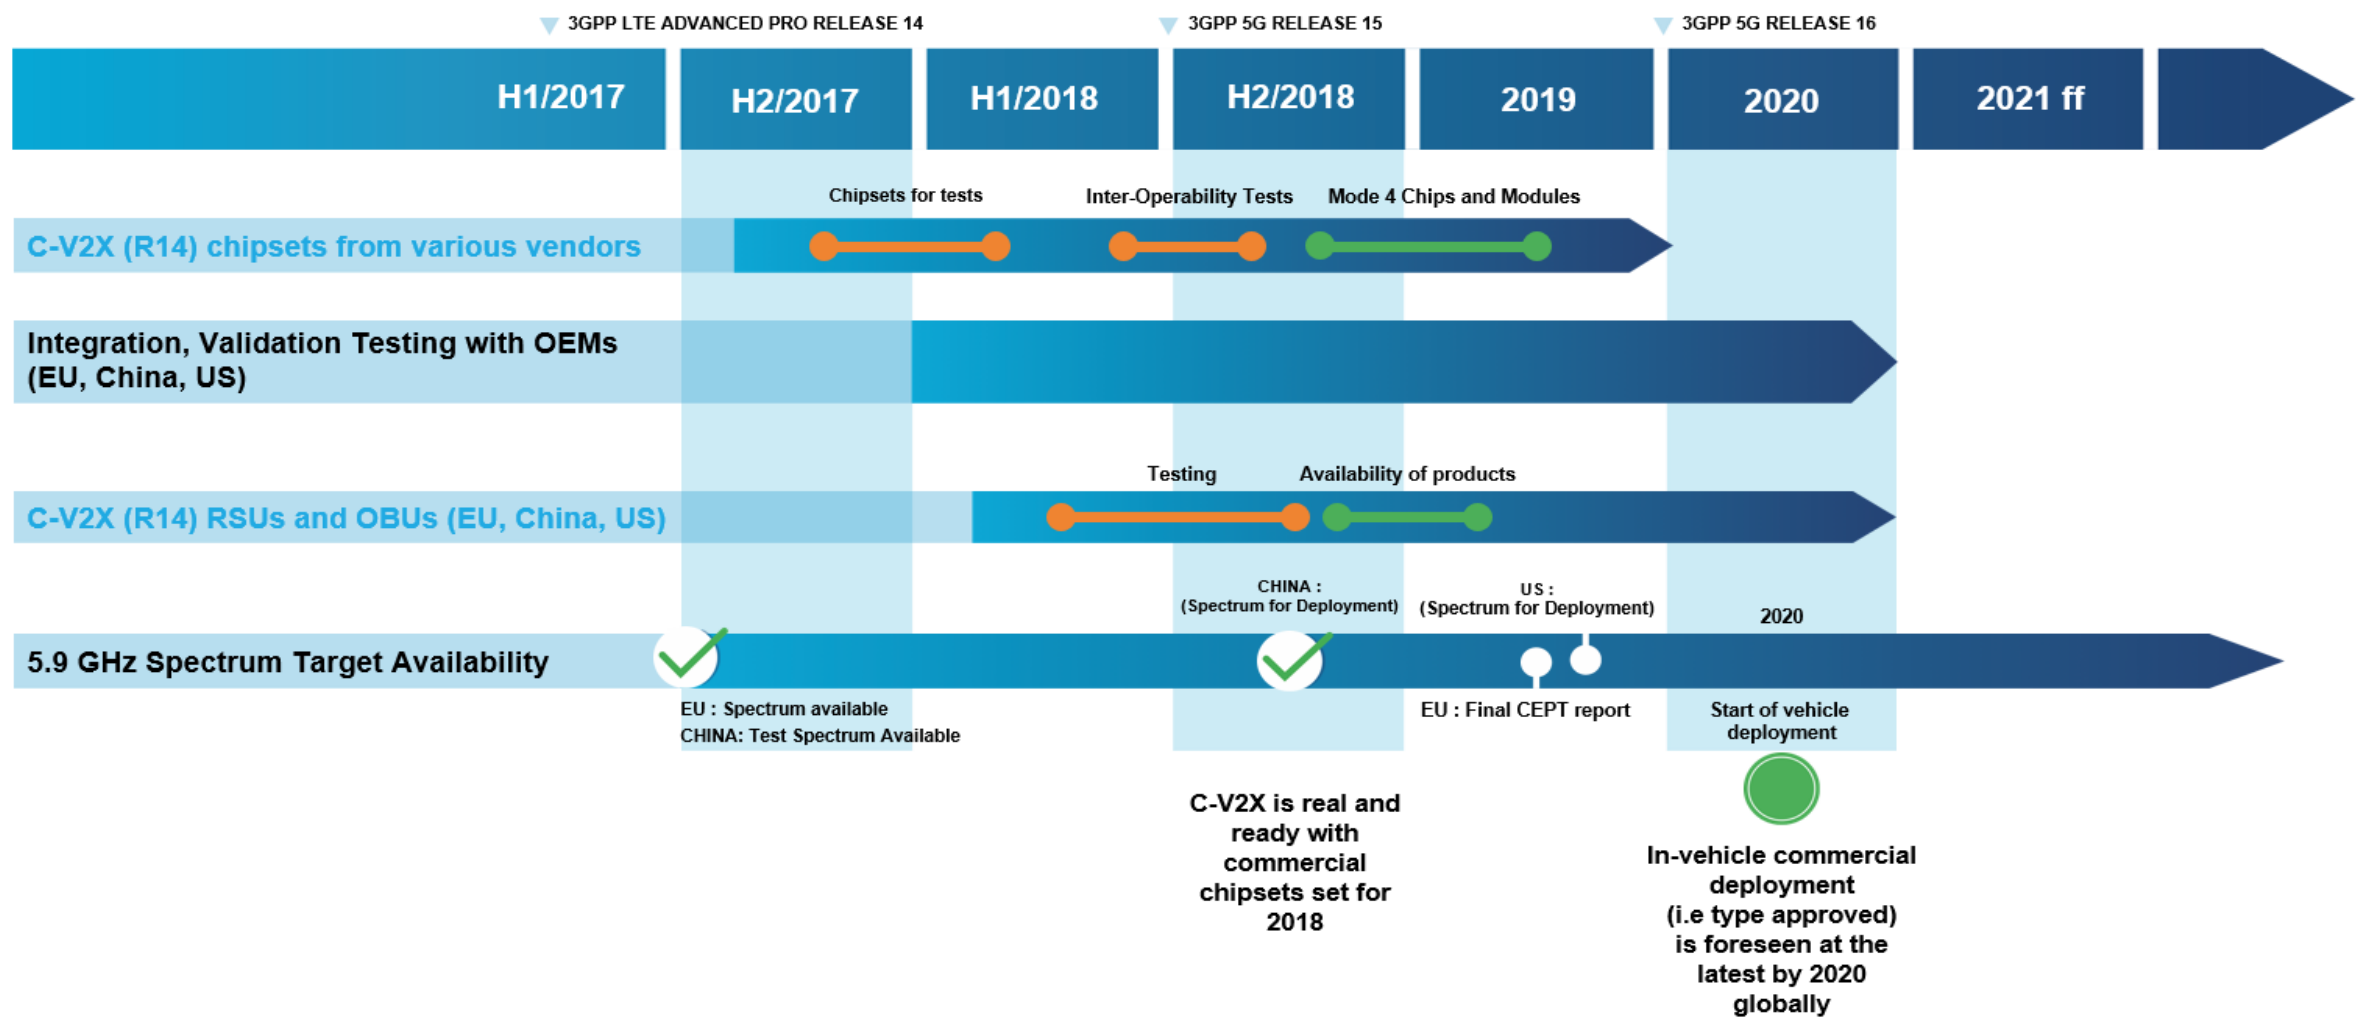 3GPP LTE ADVANCED PRO RELEASE 14
3GPP 5G RELEASE 15
3GPP 5G RELEASE 16
H1/2017
H2/2017
H1/2018
H2/2018
2019
2020
2021 ff
Chipsets for tests
Inter-Operability Tests
Mode 4 Chips and Modules
C-V2X (R14) chipsets from various vendors
Integration, Validation Testing with OEMs
(EU, China, US)
Testing
Availability of products
C-V2X (R14) RSUs and OBUs (EU, China, US)
CHINA :
(Spectrum for Deployment)
US :
(Spectrum for Deployment)
2020
5.9 GHz Spectrum Target Availability
EU : Spectrum available
CHINA: Test Spectrum Available
EU : Final CEPT report
Start of vehicle
deployment
C-V2X is real and
ready with
commercial
chipsets set for
2018
In-vehicle commercial
deployment
(i.e type approved)
is foreseen at the
latest by 2020
globally